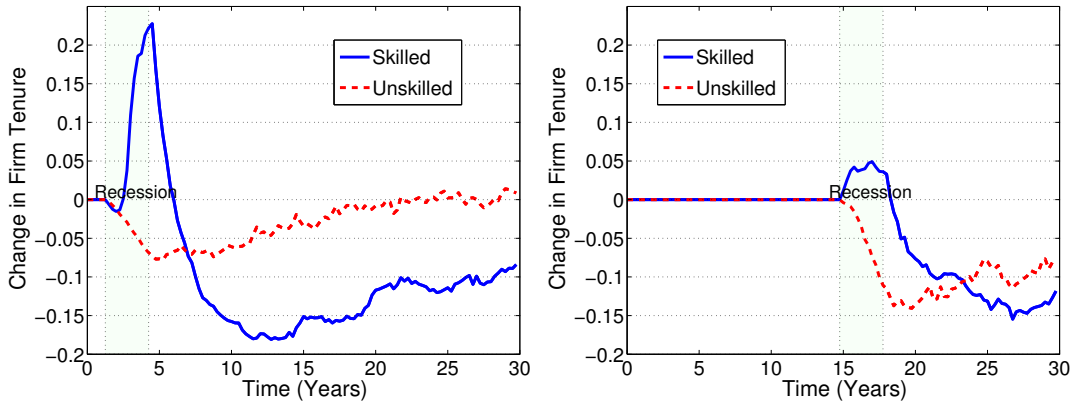 Change in Firm Tenure
0.2
0.15
0.1
0.05
0
−0.05
−0.1
−0.15
−0.2
Skilled
Unskilled
Recession
0 5 10 15 20 25 30
Time (Years)
Change in Firm Tenure
0.2
0.15
0.1
0.05
0
−0.05
−0.1
−0.15
−0.2
Skilled
Unskilled
Recession
0 5 10 15 20 25 30
Time (Years)